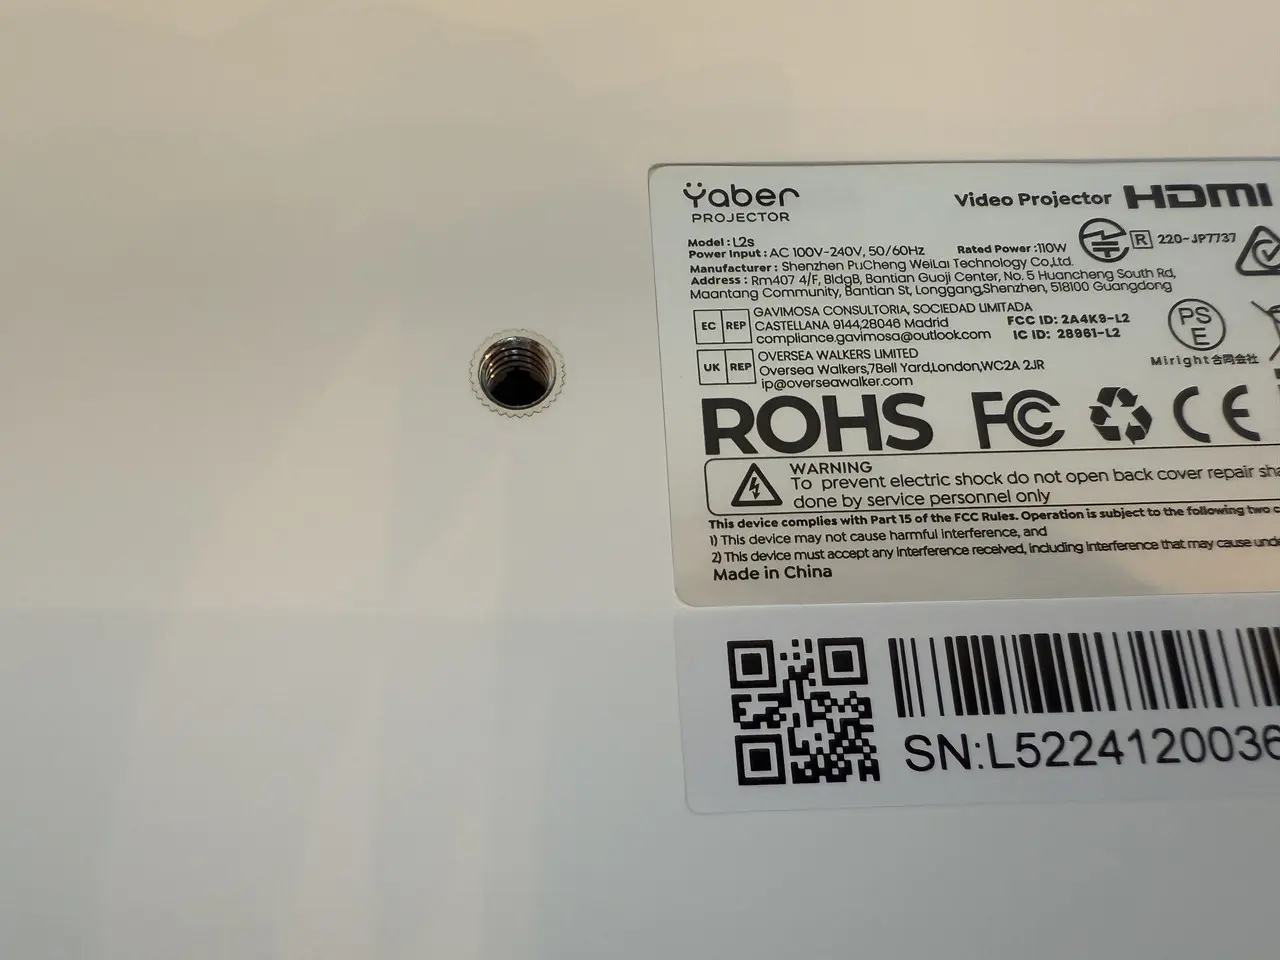 Yaber
PROJECTOR
Video Projector HDMI
Model : L2s
Power Input : AC 100V-240V, 50/60Hz Rated Power :110W
R 220-JP7737
Manufacturer : Shenzhen PuCheng WeiLai Technology Co,Ltd.
Address : Rm407 4/F, BldgB, Bantian Guoji Center, No. 5 Huancheng South Rd,
Maantang Community, Bantian St, Longgang,Shenzhen, 518100 Guangdong
EC REP
GAVIMOSA CONSULTORIA, SOCIEDAD LIMITADA
CASTELLANA 9144,28046 Madrid
compliance.gavimosa@outlook.com
FCC ID: 2A4K9-L2
IC ID: 28961-L2
PS
E
Miright合同会社
UK REP
OVERSEA WALKERS LIMITED
Oversea Walkers,7Bell Yard,London,WC2A 2JR
ip@overseawalker.com
ROHS FC CE
WARNING
To prevent electric shock do not open back cover repair sha
done by service personnel only
This device complies with Part 15 of the FCC Rules. Operation is subject to the following two c
1) This device may not cause harmful interference, and
2) This device must accept any interference received, including interference that may cause unde
Made in China
SN:L5224120036